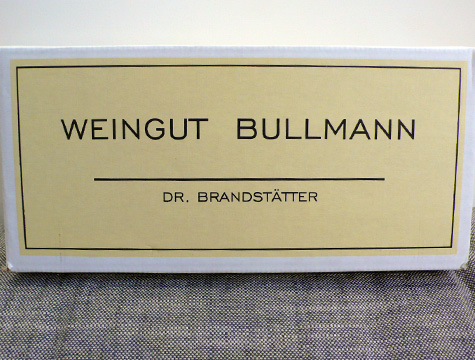 WEINGUT BULLMANN
DR. BRANDSTÄTTER